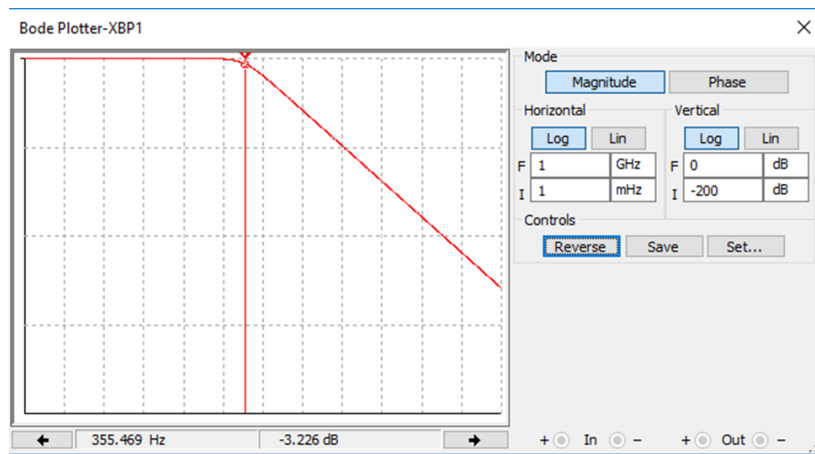 Bode Plotter-XBP1
Mode
Magnitude Phase
Horizontal Vertical
Log Lin Log Lin
F 1 GHz F 0 dB
I 1 mHz I -200 dB
Controls
Reverse Save Set...
355.469 Hz -3.226 dB + In − + Out −